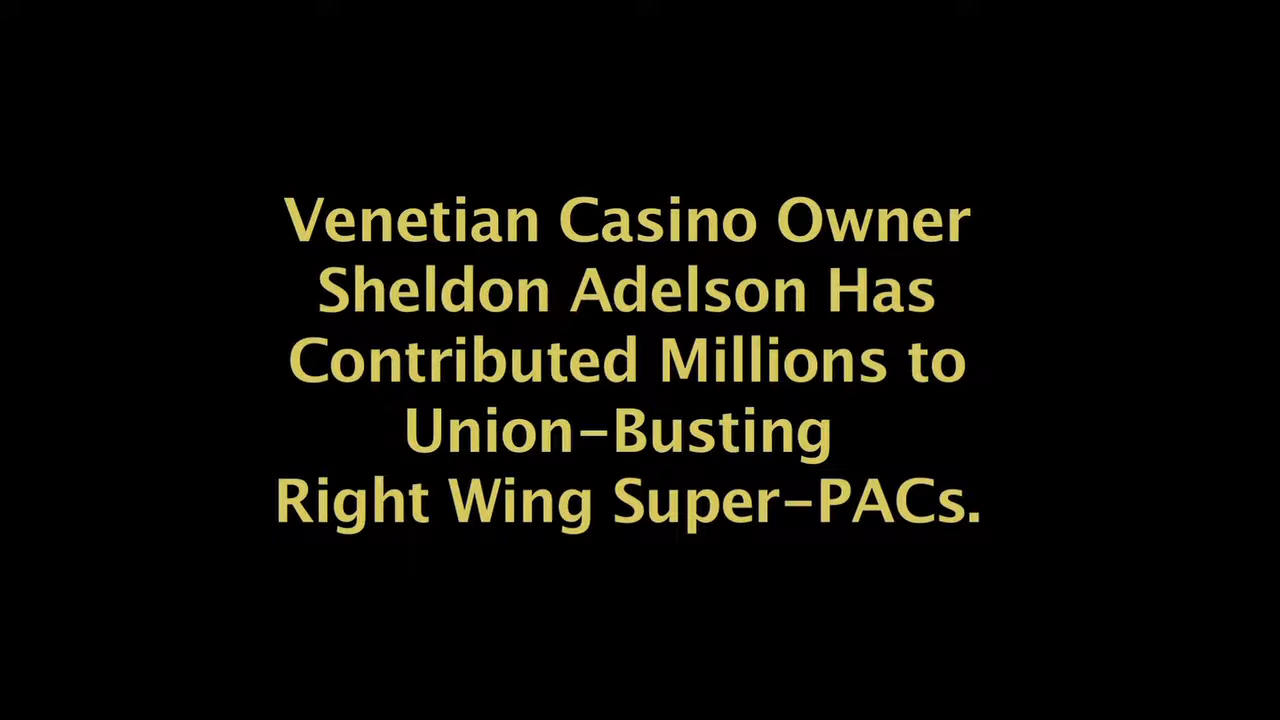 Venetian Casino Owner
Sheldon Adelson Has
Contributed Millions to
Union-Busting
Right Wing Super-PACs.